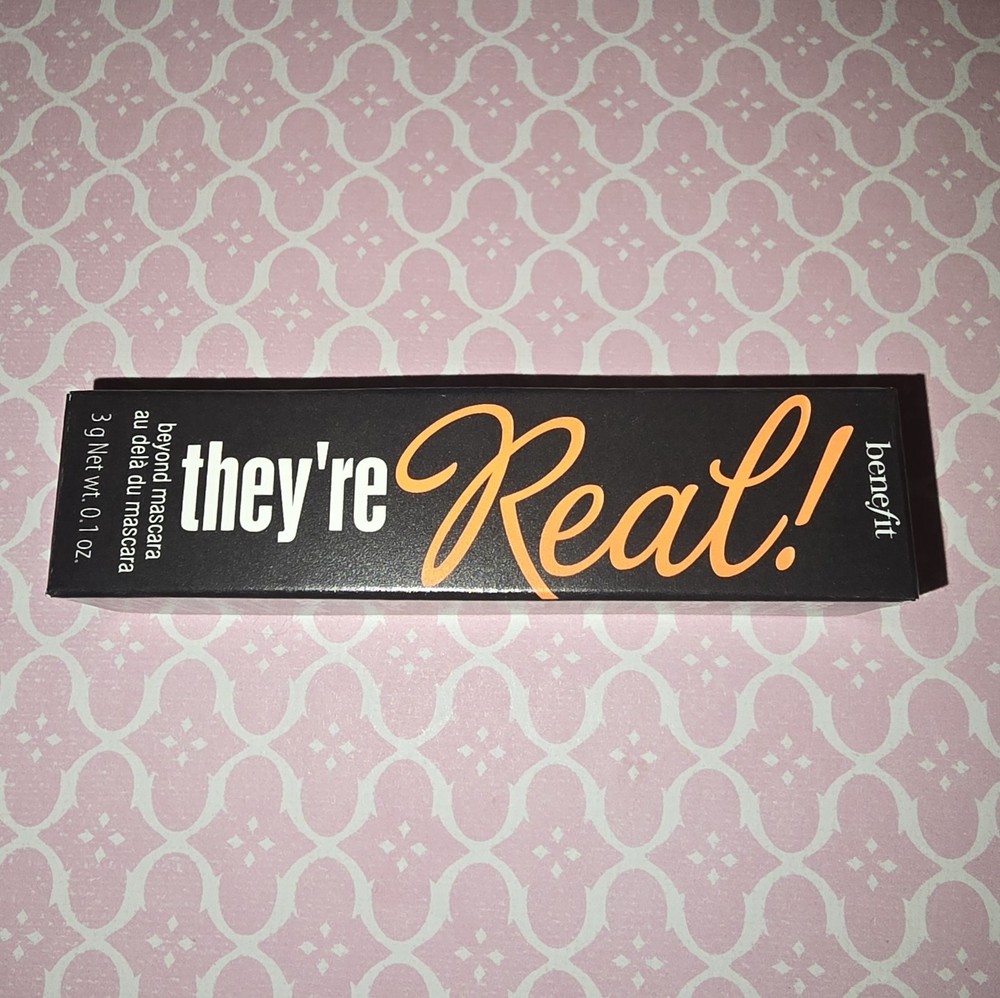 they're Real!
beyond mascara
au delà du mascara
3 g Net wt. 0.1 oz.
benefit